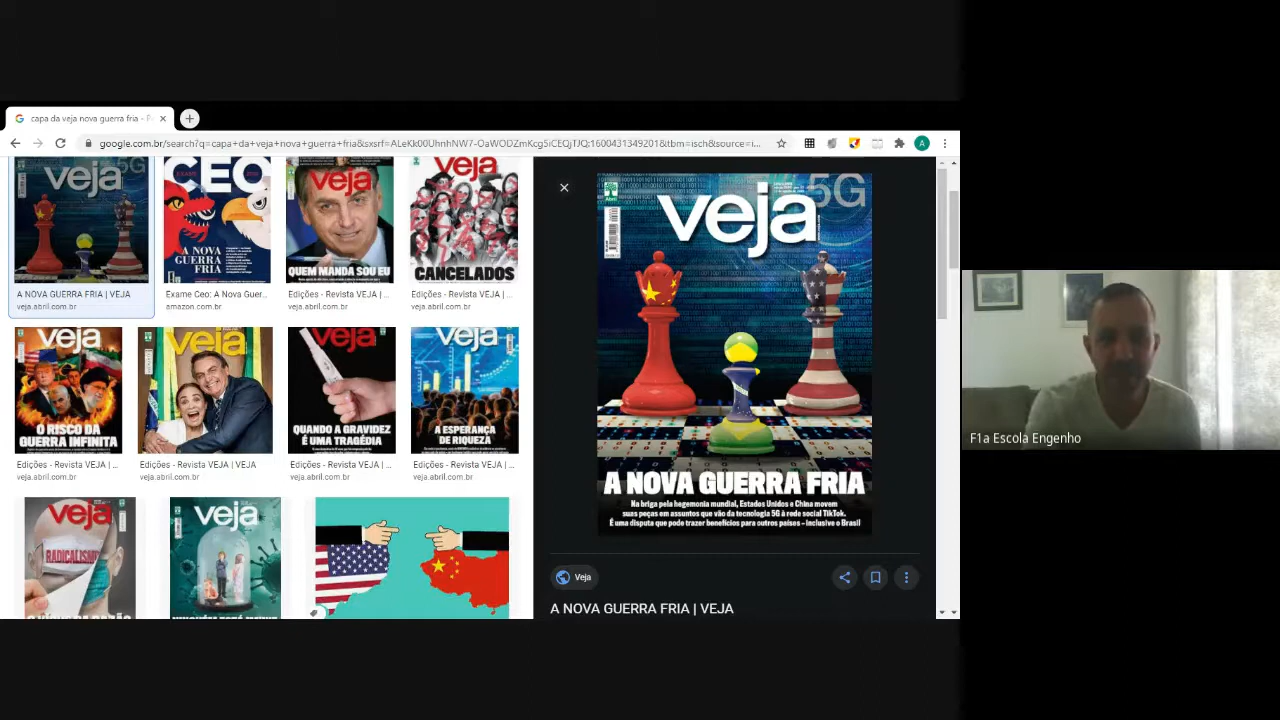 capa da veja nova guerra fria - P
google.com.br/search?q=capa+da+veja+nova+guerra+fria&sxsrf=ALeKk00UhnhNW7-OaWODZmKcg5iCEQjTJQ:1600431349201&tbm=isch&source=i...
A
veja
5G
A NOVA GUERRA FRIA | VEJA
veja.abril.com.br
CEO
A NOVA
GUERRA
FRIA
Exame Ceo: A Nova Guer...
amazon.com.br
veja
QUEM MANDA SOU EU
Edições - Revista VEJA | ...
veja.abril.com.br
veja
CANCELADOS
Edições - Revista VEJA | ...
veja.abril.com.br
veja
O RISCO DA
GUERRA INFINITA
Edições - Revista VEJA | ...
veja.abril.com.br
veja
Edições - Revista VEJA | VEJA
veja.abril.com.br
veja
QUANDO A GRAVIDEZ
É UMA TRAGÉDIA
Edições - Revista VEJA | ...
veja.abril.com.br
veja
A ESPERANÇA
DE RIQUEZA
Edições - Revista VEJA | ...
veja.abril.com.br
veja
RADICALISMO
veja
Abril
veja
5G
A NOVA GUERRA FRIA
Na briga pela hegemonia mundial, Estados Unidos e China movem
suas peças em assuntos que vão da tecnologia 5G à rede social TikTok.
É uma disputa que pode trazer benefícios para outros países – inclusive o Brasil
Veja
A NOVA GUERRA FRIA | VEJA
F1a Escola Engenho